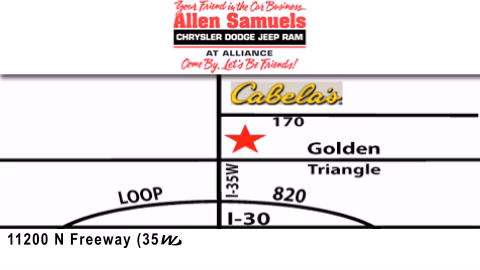 Your Friend in the Car Business
Allen Samuels
CHRYSLER DODGE JEEP RAM
AT ALLIANCE
Come By, Let's Be Friends!
Cabela's
170
Golden
Triangle
I-35W
LOOP 820
I-30
11200 N Freeway (35W